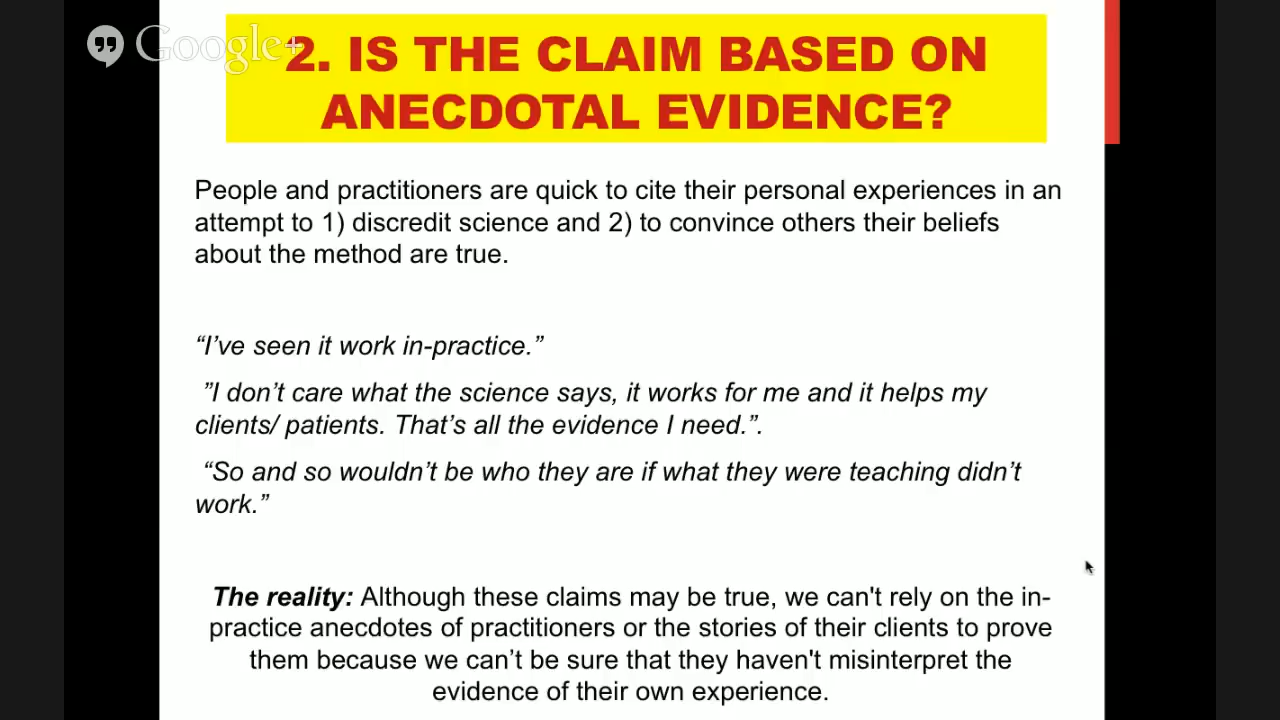 Google+
2. IS THE CLAIM BASED ON
ANECDOTAL EVIDENCE?
People and practitioners are quick to cite their personal experiences in an
attempt to 1) discredit science and 2) to convince others their beliefs
about the method are true.
“I’ve seen it work in-practice.”
”I don’t care what the science says, it works for me and it helps my
clients/ patients. That’s all the evidence I need.”.
“So and so wouldn’t be who they are if what they were teaching didn’t
work.”
The reality: Although these claims may be true, we can't rely on the in-
practice anecdotes of practitioners or the stories of their clients to prove
them because we can’t be sure that they haven't misinterpret the
evidence of their own experience.